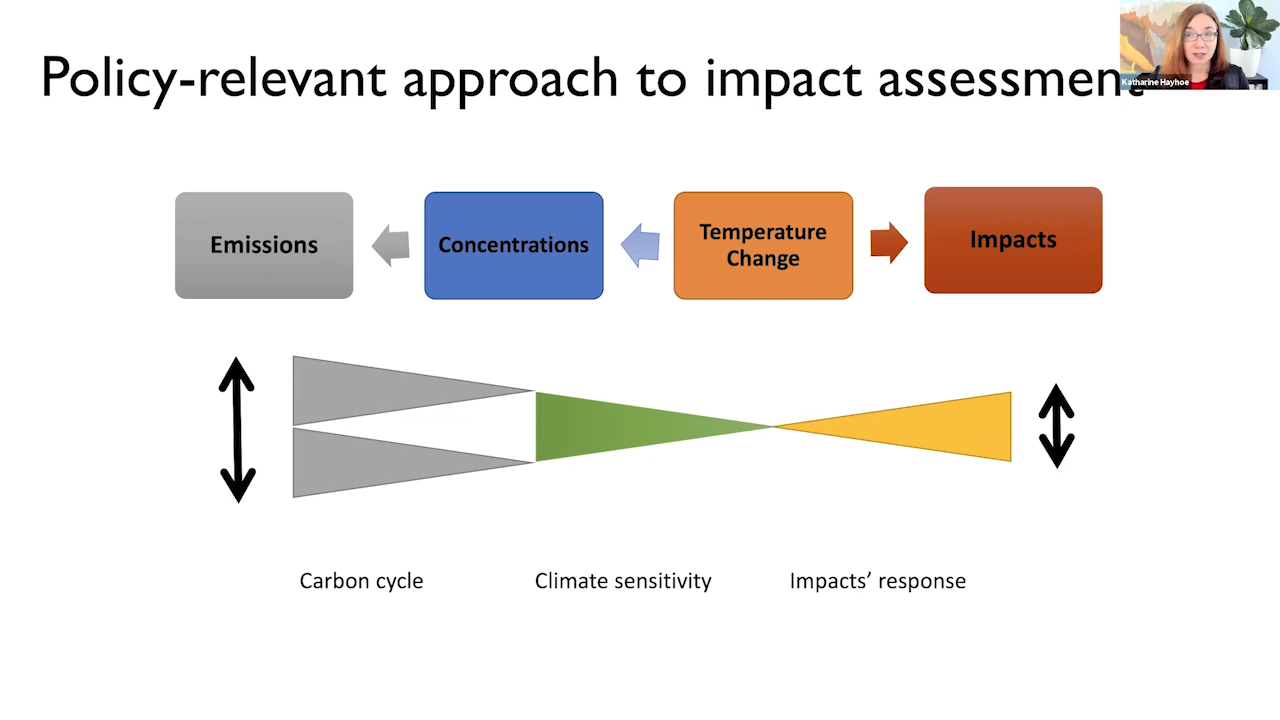 Policy-relevant approach to impact assessment
Katharine Hayhoe
Emissions
Concentrations
Temperature
Change
Impacts
Carbon cycle
Climate sensitivity
Impacts’ response